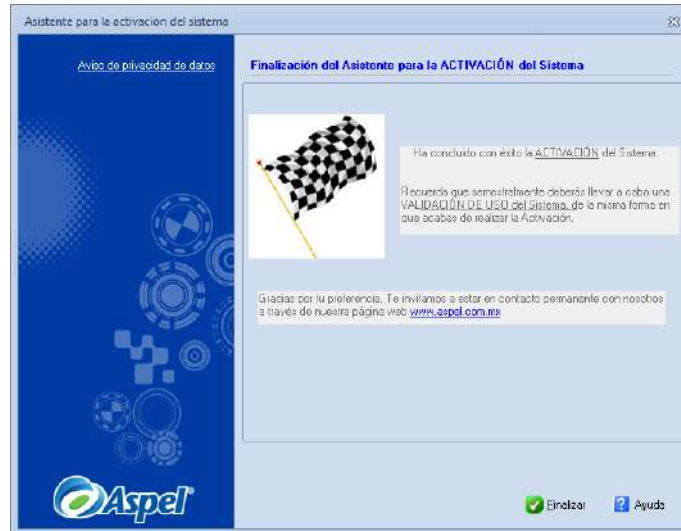 Asistente para la activación del sistema
Aviso de privacidad de datos
Finalización del Asistente para la ACTIVACIÓN del Sistema
Ha concluido con éxito la ACTIVACIÓN del Sistema.
Recuerda que semestralmente deberás llevar a cabo una
VALIDACIÓN DE USO del Sistema, de la misma forma en
que acabas de realizar la Activación.
Gracias por tu preferencia. Te invitamos a estar en contacto permanente con nosotros
a través de nuestra página web www.aspel.com.mx
Aspel
Finalizar
Ayuda